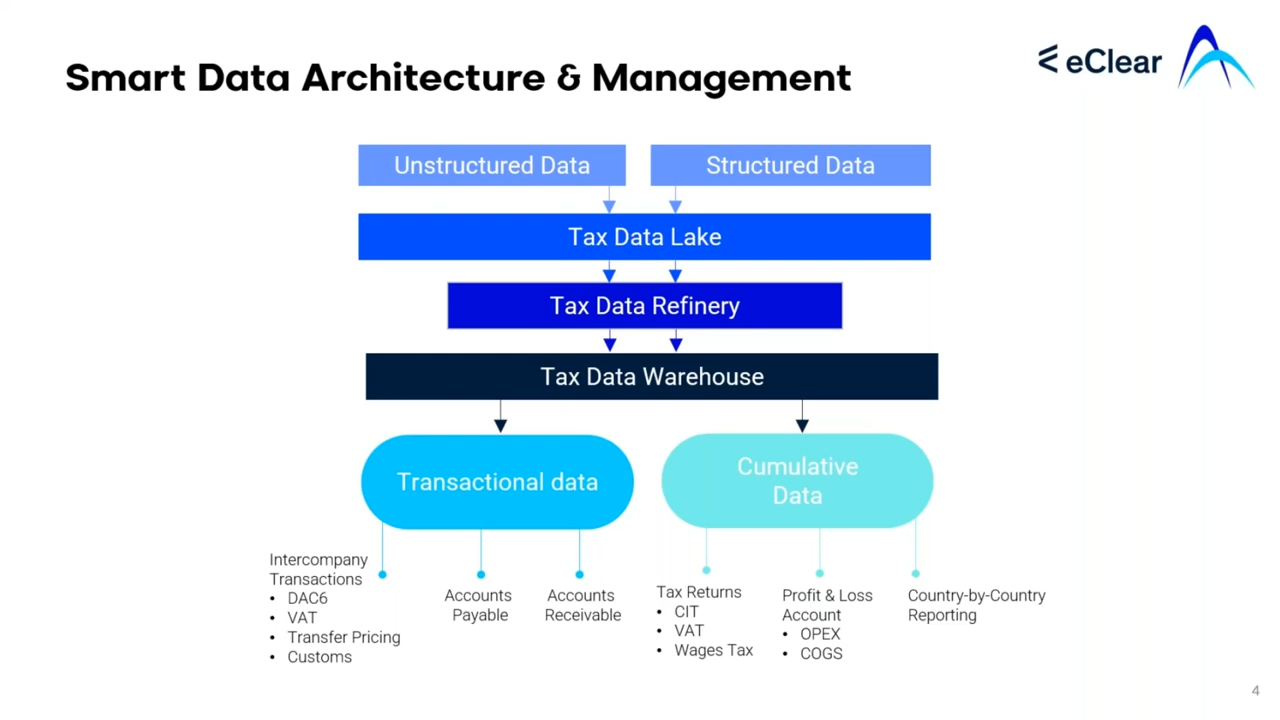 Smart Data Architecture & Management
eClear
Unstructured Data
Structured Data
Tax Data Lake
Tax Data Refinery
Tax Data Warehouse
Transactional data
Cumulative
Data
Intercompany
Transactions
• DAC6
• VAT
• Transfer Pricing
• Customs
Accounts
Payable
Accounts
Receivable
Tax Returns
• CIT
• VAT
• Wages Tax
Profit & Loss
Account
• OPEX
• COGS
Country-by-Country
Reporting
4